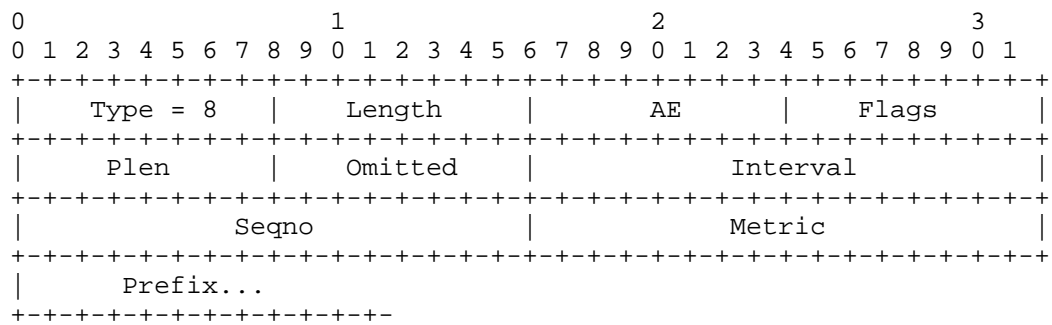 0                   1                   2                   3
0 1 2 3 4 5 6 7 8 9 0 1 2 3 4 5 6 7 8 9 0 1 2 3 4 5 6 7 8 9 0 1
+-+-+-+-+-+-+-+-+-+-+-+-+-+-+-+-+-+-+-+-+-+-+-+-+-+-+-+-+-+-+-+-+
|    Type = 8   |    Length     |       AE      |    Flags      |
+-+-+-+-+-+-+-+-+-+-+-+-+-+-+-+-+-+-+-+-+-+-+-+-+-+-+-+-+-+-+-+-+
|     Plen      |    Omitted    |            Interval           |
+-+-+-+-+-+-+-+-+-+-+-+-+-+-+-+-+-+-+-+-+-+-+-+-+-+-+-+-+-+-+-+-+
|             Seqno             |            Metric             |
+-+-+-+-+-+-+-+-+-+-+-+-+-+-+-+-+-+-+-+-+-+-+-+-+-+-+-+-+-+-+-+-+
|      Prefix...
+-+-+-+-+-+-+-+-+-+-+-+-